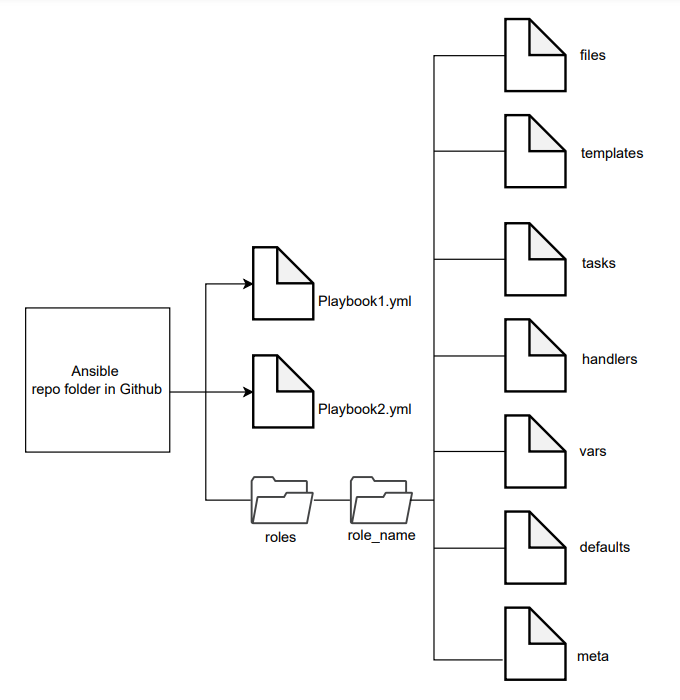 files
templates
tasks
Playbook1.yml
handlers
Ansible
repo folder in Github
Playbook2.yml
vars
roles
role_name
defaults
meta